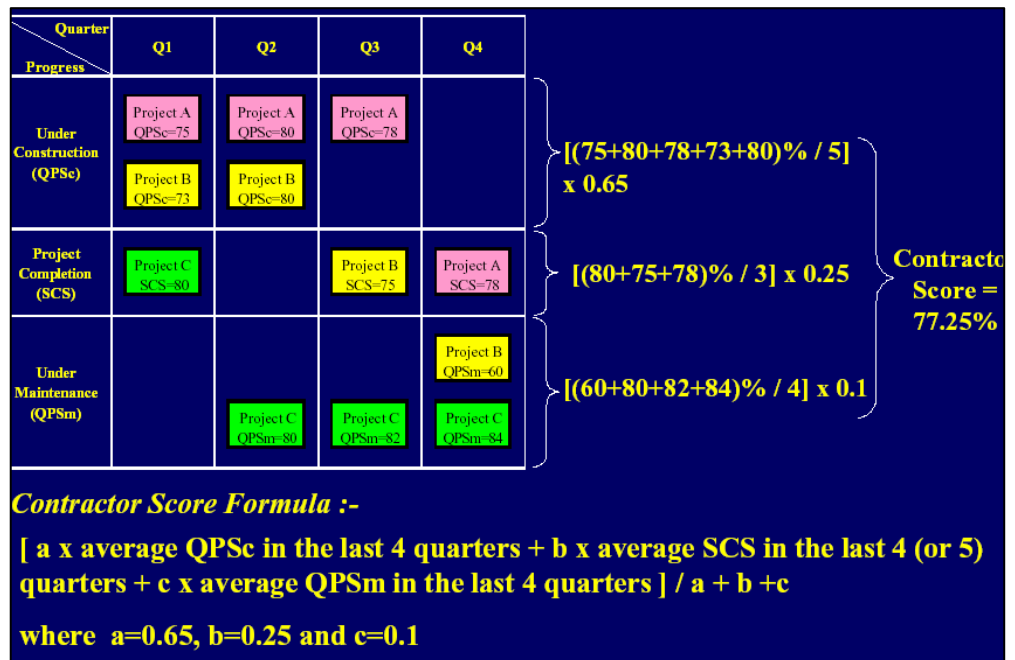 Quarter
Progress
Q1
Q2
Q3
Q4
Under
Construction
(QPSc)
Project A
QPSc=75
Project A
QPSc=80
Project A
QPSc=78
Project B
QPSc=73
Project B
QPSc=80
[(75+80+78+73+80)% / 5]
x 0.65
Project
Completion
(SCS)
Project C
SCS=80
Project B
SCS=75
Project A
SCS=78
[(80+75+78)% / 3] x 0.25
Contracto
Score =
77.25%
Under
Maintenance
(QPSm)
Project B
QPSm=60
Project C
QPSm=80
Project C
QPSm=82
Project C
QPSm=84
[(60+80+82+84)% / 4] x 0.1
Contractor Score Formula :-
[ a x average QPSc in the last 4 quarters + b x average SCS in the last 4 (or 5)
quarters + c x average QPSm in the last 4 quarters ] / a + b +c
where a=0.65, b=0.25 and c=0.1